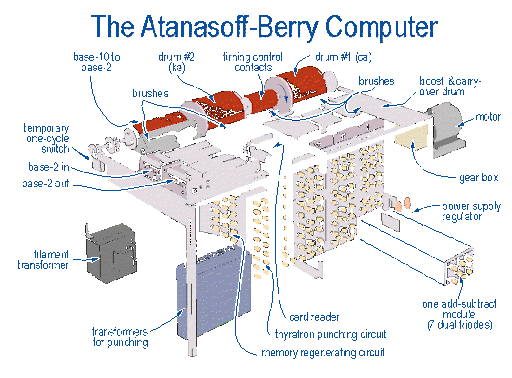 The Atanasoff-Berry Computer
base-10 to
base-2
drum #2
(ka)
timing control
contacts
drum #1 (ca)
brushes
brushes
boost & carry-
over drum
motor
temporary
one-cycle
switch
base-2 in
base-2 out
gear box
power supply
regulator
filament
transformer
one add-subtract
module
(7 dual triodes)
card reader
transformers
for punching
thyratron punching circuit
memory regenerating circuit